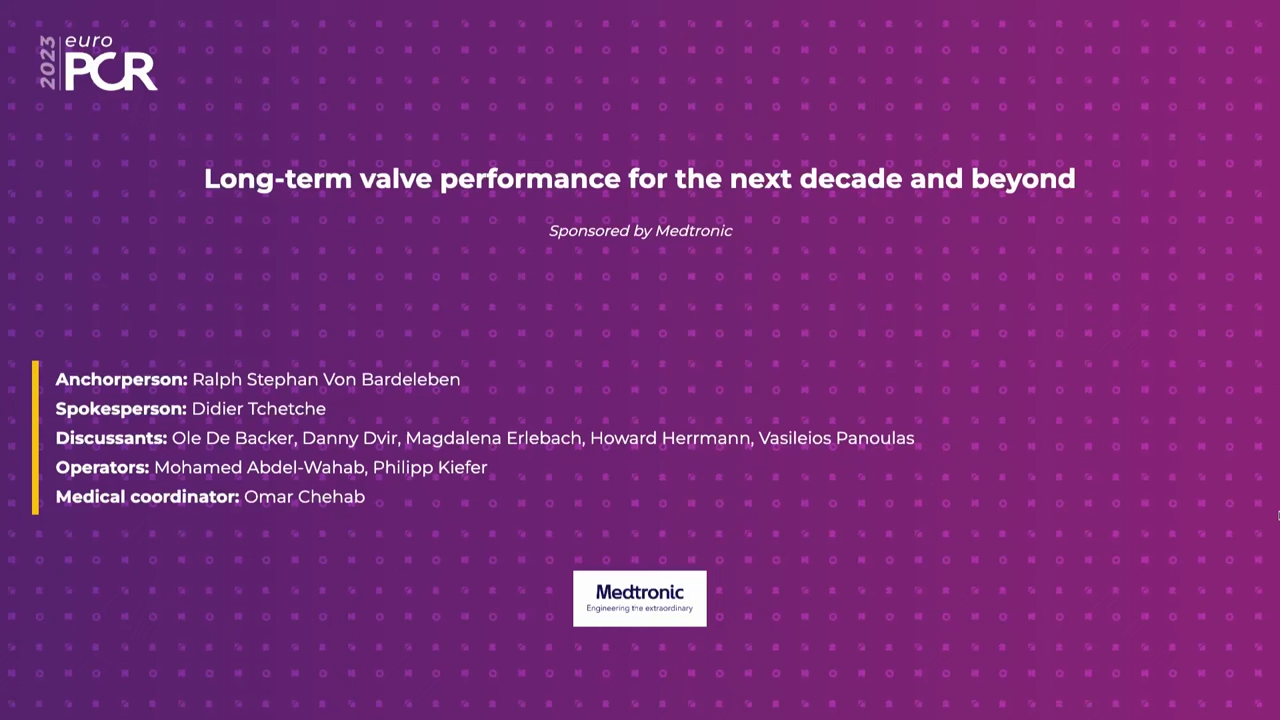 2023
euro
PCR
Long-term valve performance for the next decade and beyond
Sponsored by Medtronic
Anchorperson: Ralph Stephan Von Bardeleben
Spokesperson: Didier Tchetche
Discussants: Ole De Backer, Danny Dvir, Magdalena Erlebach, Howard Herrmann, Vasileios Panoulas
Operators: Mohamed Abdel-Wahab, Philipp Kiefer
Medical coordinator: Omar Chehab
Medtronic
Engineering the extraordinary